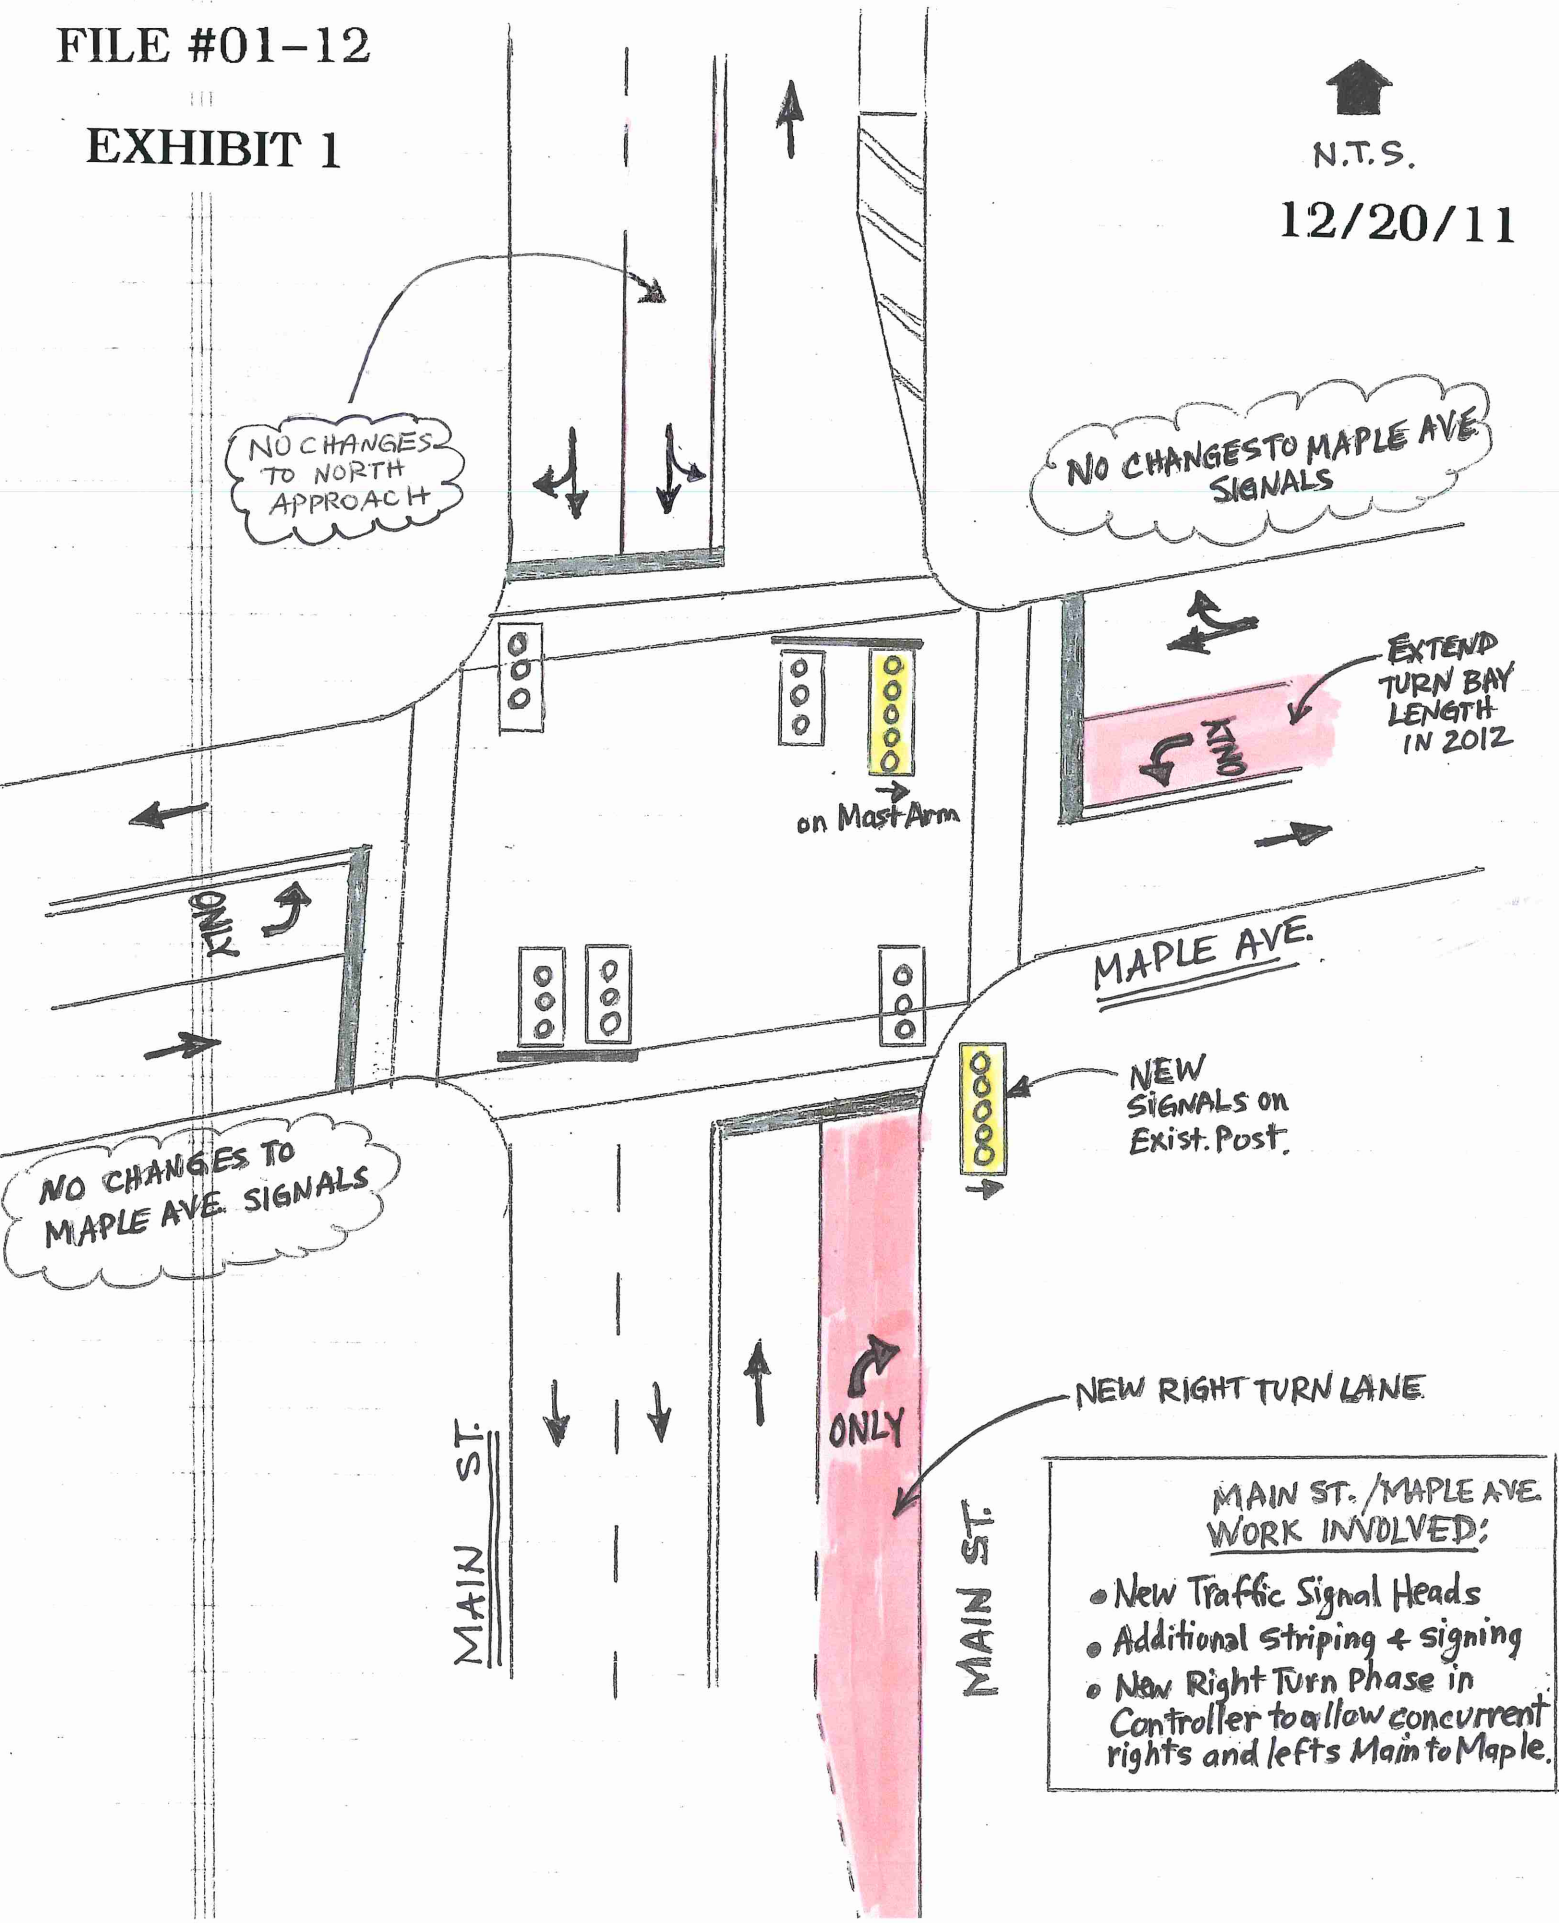 FILE #01-12
EXHIBIT 1
N.T.S.
12/20/11
NO CHANGES
TO NORTH
APPROACH
NO CHANGES TO MAPLE AVE
SIGNALS
EXTEND
TURN BAY
LENGTH
IN 2012
ONLY
on Mast Arm
ONLY
MAPLE AVE.
NEW
SIGNALS on
Exist. Post.
NO CHANGES TO
MAPLE AVE. SIGNALS
NEW RIGHT TURN LANE
ONLY
MAIN ST.
MAIN ST.
MAIN ST./MAPLE AVE.
WORK INVOLVED:
• New Traffic Signal Heads
• Additional Striping & signing
• New Right Turn Phase in
Controller to allow concurrent
rights and lefts Main to Maple.